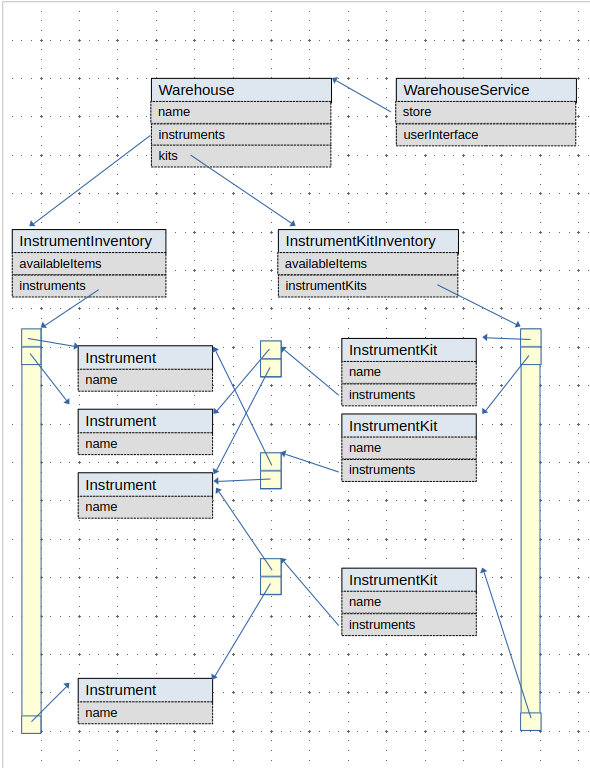 Warehouse
name
instruments
kits
WarehouseService
store
userInterface
InstrumentInventory
availableItems
instruments
InstrumentKitInventory
availableItems
instrumentKits
Instrument
name
Instrument
name
Instrument
name
Instrument
name
InstrumentKit
name
instruments
InstrumentKit
name
instruments
InstrumentKit
name
instruments